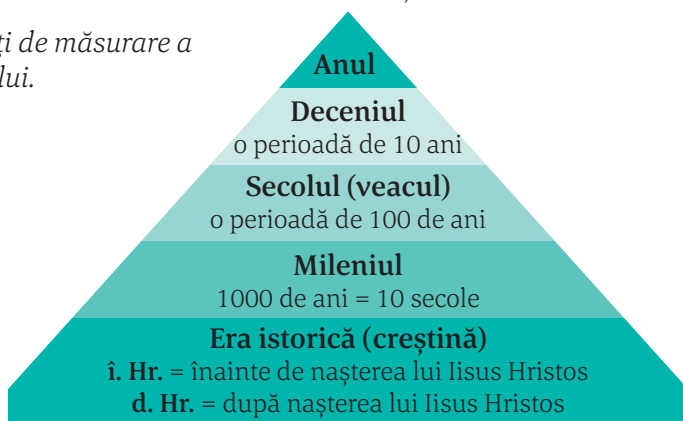 de măsurare a
lui.
Anul
Deceniul
o perioadă de 10 ani
Secolul (veacul)
o perioadă de 100 de ani
Mileniul
1000 de ani = 10 secole
Era istorică (creștină)
î. Hr. = înainte de nașterea lui Iisus Hristos
d. Hr. = după nașterea lui Iisus Hristos